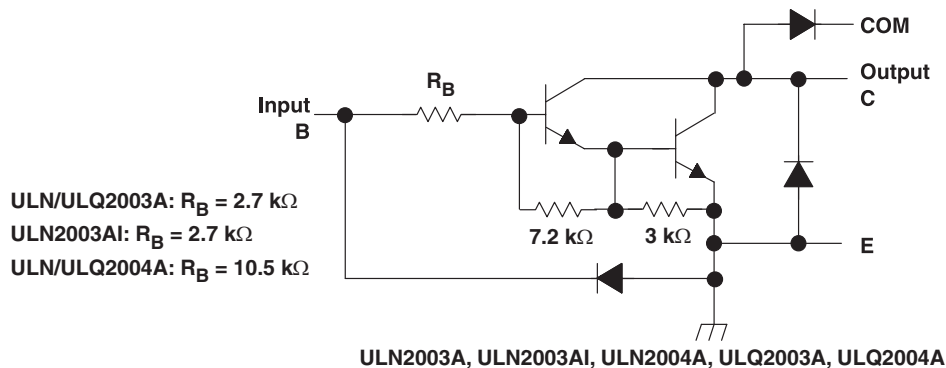 COM
Output
C
R_B
Input
B
ULN/ULQ2003A: R_B = 2.7 kΩ
ULN2003AI: R_B = 2.7 kΩ
ULN/ULQ2004A: R_B = 10.5 kΩ
7.2 kΩ
3 kΩ
E
ULN2003A, ULN2003AI, ULN2004A, ULQ2003A, ULQ2004A